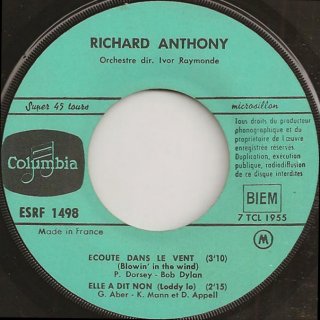 RICHARD ANTHONY
Orchestre dir. Ivor Raymonde
Super 45 tours
microsillon
Columbia
Tous droits du producteur
phonographique et du
propriétaire de l'œuvre
enregistrée réservés
Duplication, exécution
publique, radiodiffusion
de ce disque interdites
ESRF 1498
BIEM
7 TCL 1955
Made in France
M
ECOUTE DANS LE VENT (3'10)
(Blowin' in the wind)
P. Dorsey - Bob Dylan
ELLE A DIT NON (Loddy lo) (2'15)
G. Aber - K. Mann et D. Appell